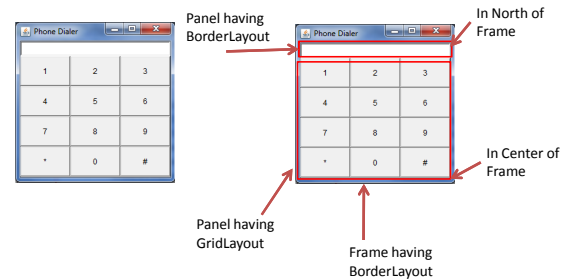 Panel having
BorderLayout
In North of
Frame
Phone Dialer
1 2 3
4 5 6
7 8 9
* 0 #
Phone Dialer
1 2 3
4 5 6
7 8 9
* 0 #
In Center of
Frame
Panel having
GridLayout
Frame having
BorderLayout